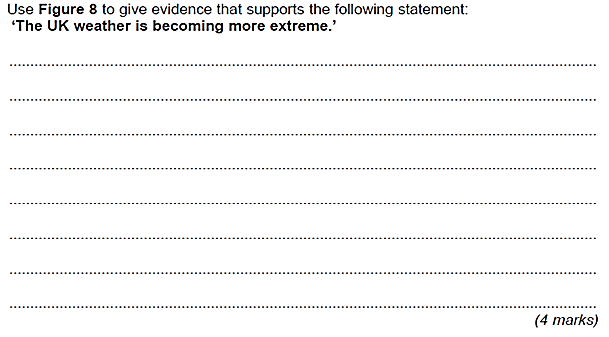 Use Figure 8 to give evidence that supports the following statement:
‘The UK weather is becoming more extreme.’
(4 marks)